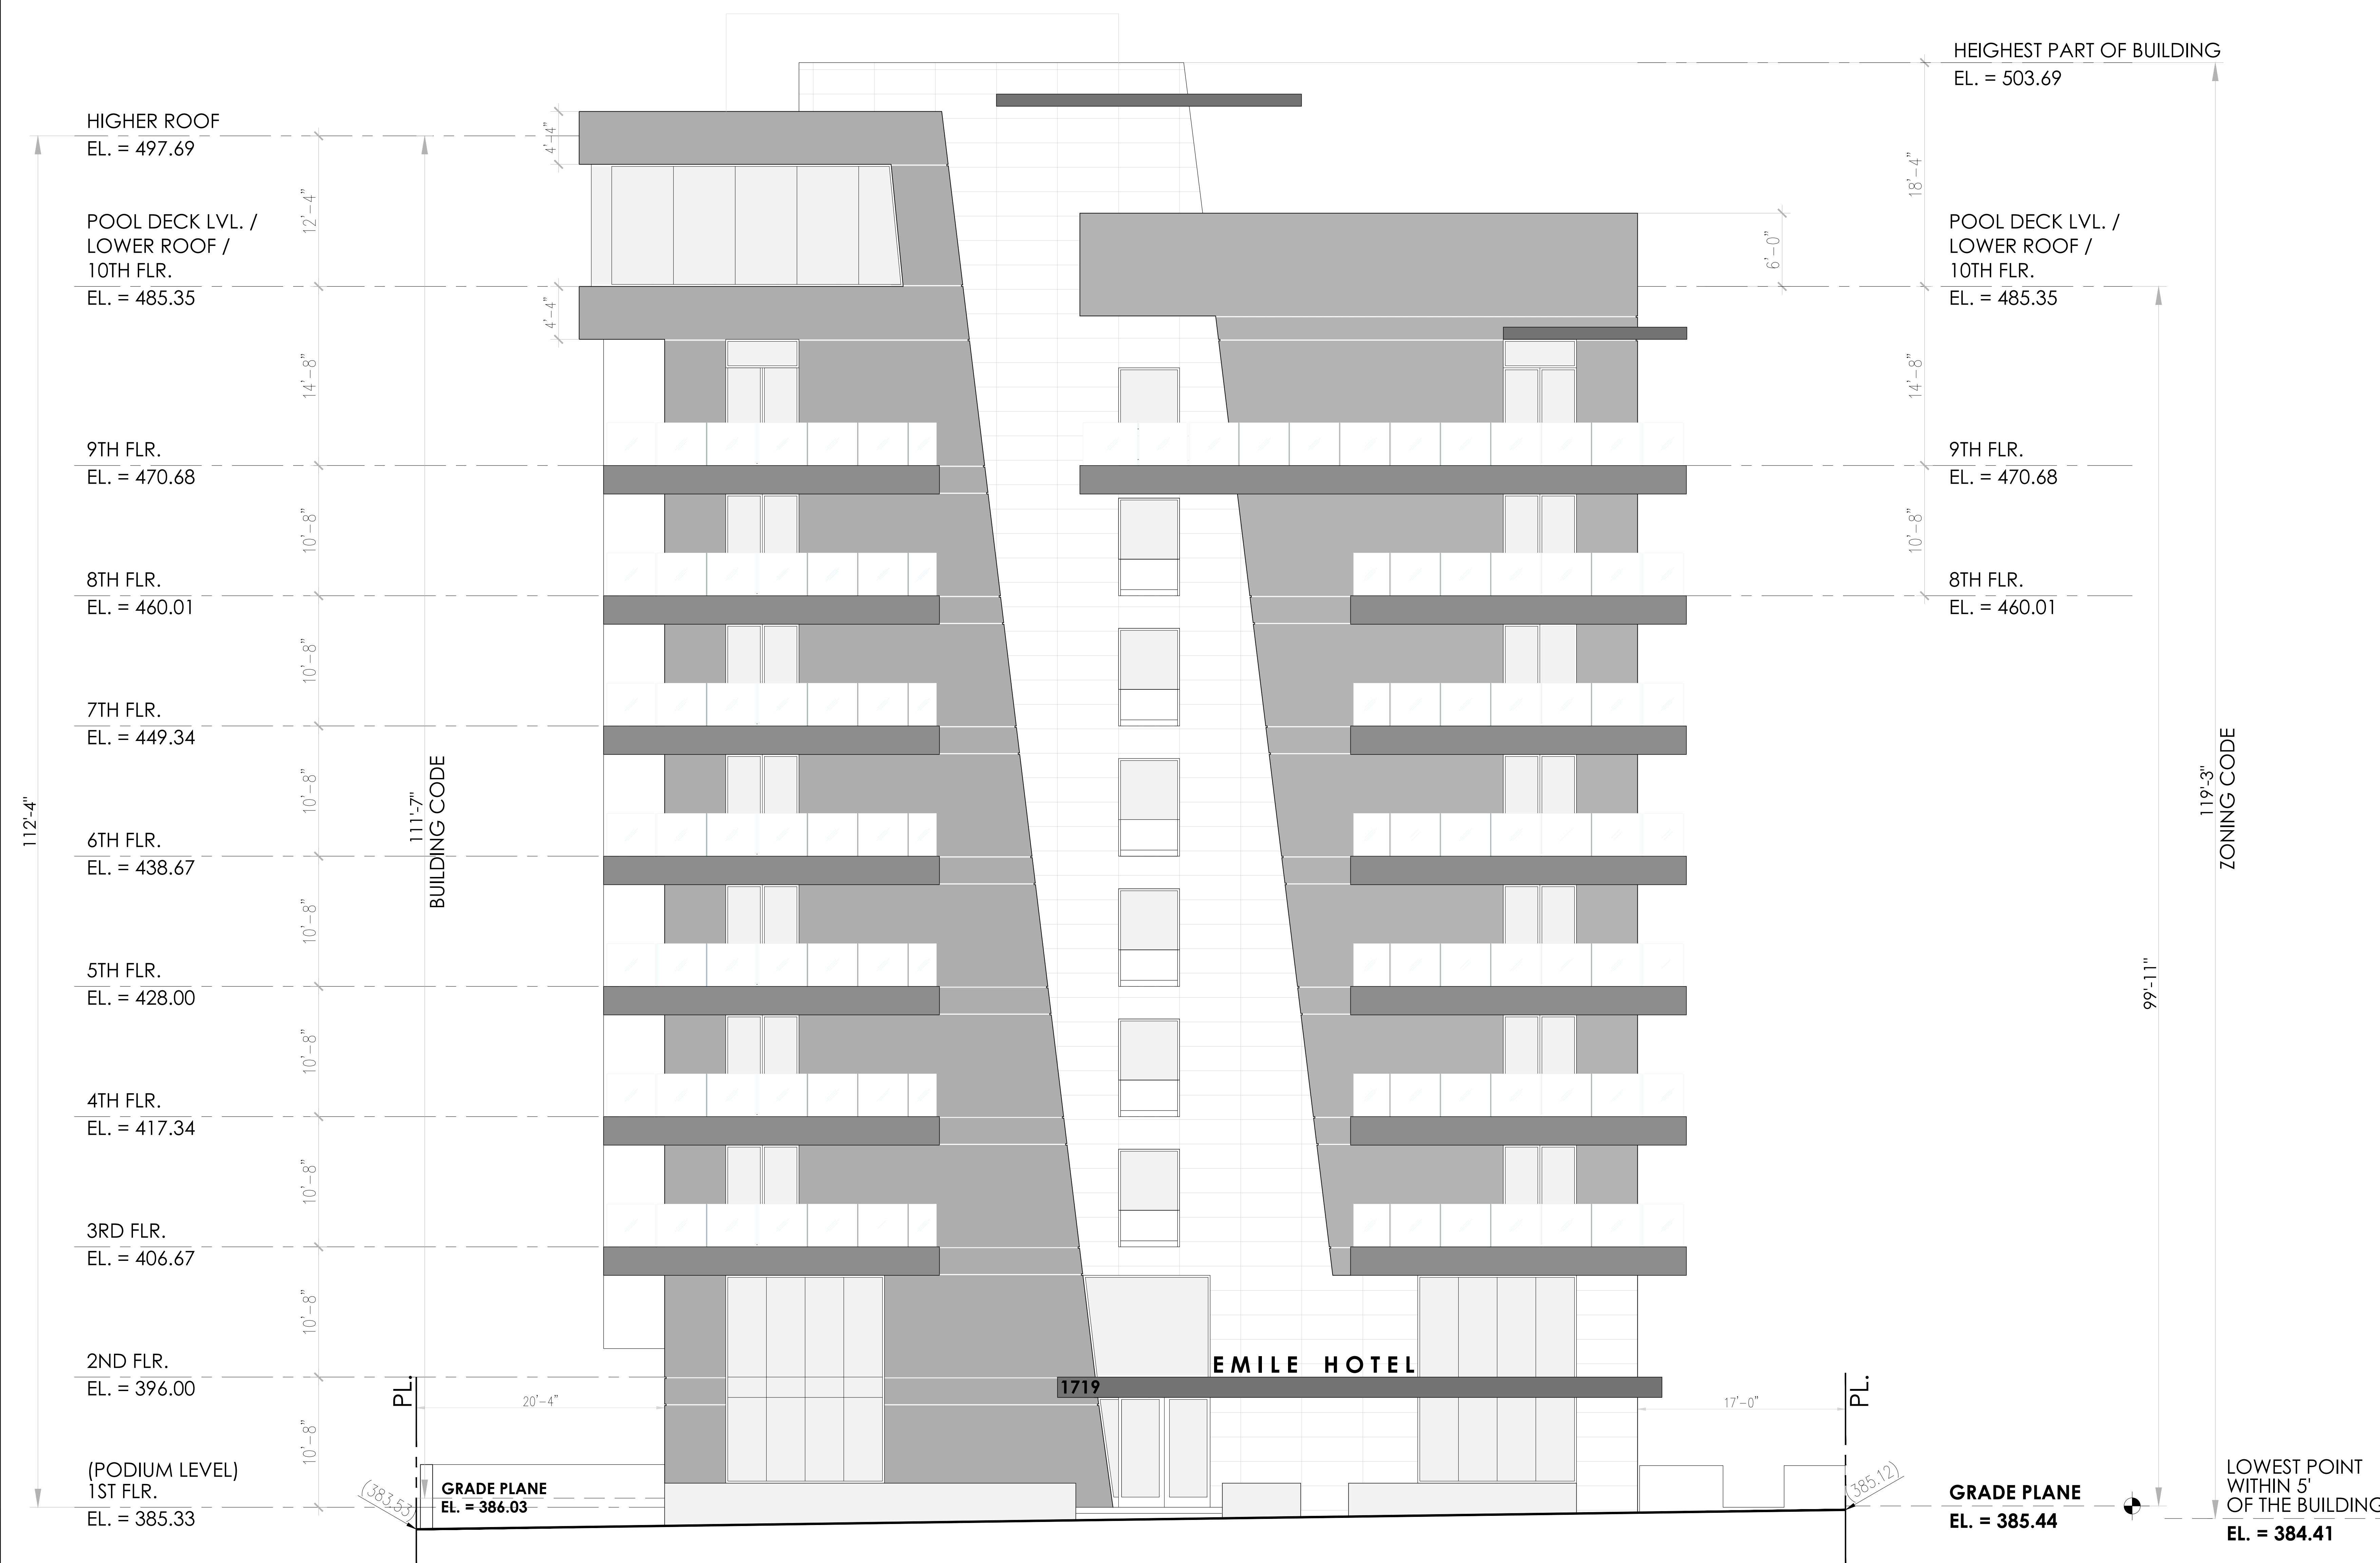 HEIGHEST PART OF BUILDING
EL. = 503.69
HIGHER ROOF
EL. = 497.69
4'-4"
12'-4"
18'-4"
POOL DECK LVL. /
LOWER ROOF /
10TH FLR.
EL. = 485.35
POOL DECK LVL. /
LOWER ROOF /
10TH FLR.
EL. = 485.35
6'-0"
4'-4"
14'-8"
14'-8"
9TH FLR.
EL. = 470.68
9TH FLR.
EL. = 470.68
10'-8"
10'-8"
8TH FLR.
EL. = 460.01
8TH FLR.
EL. = 460.01
10'-8"
7TH FLR.
EL. = 449.34
10'-8"
112'-4"
111'-7"
BUILDING CODE
119'-3"
ZONING CODE
6TH FLR.
EL. = 438.67
10'-8"
5TH FLR.
EL. = 428.00
99'-11"
10'-8"
4TH FLR.
EL. = 417.34
10'-8"
3RD FLR.
EL. = 406.67
10'-8"
2ND FLR.
EL. = 396.00
EMILE HOTEL
1719
PL.
20'-4"
17'-0"
PL.
10'-8"
(PODIUM LEVEL)
1ST FLR.
EL. = 385.33
(383.53)
GRADE PLANE
EL. = 386.03
(385.12)
GRADE PLANE
EL. = 385.44
LOWEST POINT
WITHIN 5'
OF THE BUILDING
EL. = 384.41